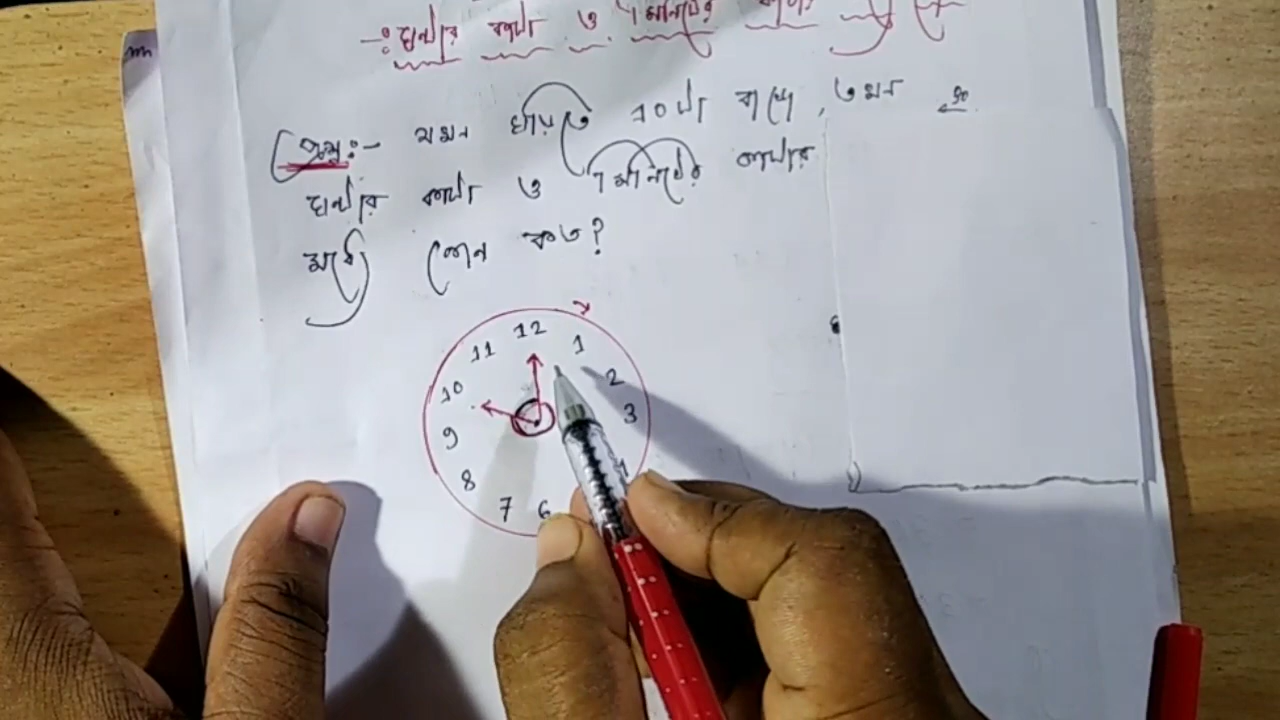 ঘন্টার কাটা ও মিনিটের কাটার
প্রশ্ন:- যখন ঘড়িতে ১০টা বাজে, তখন
ঘন্টার কাটা ও মিনিটের কাটার
মধ্যে কোন কত?
12
11 1
10 2
9 3
8
7 6